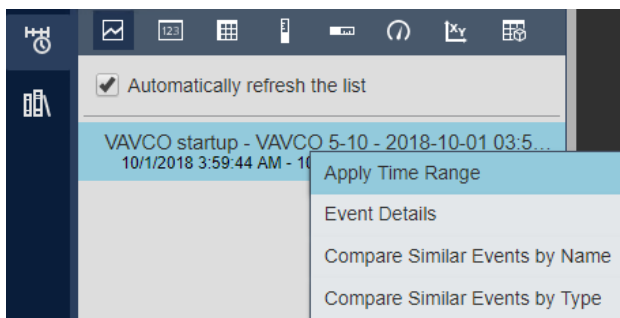 123
Automatically refresh the list
VAVCO startup - VAVCO 5-10 - 2018-10-01 03:5...
10/1/2018 3:59:44 AM - 10
Apply Time Range
Event Details
Compare Similar Events by Name
Compare Similar Events by Type